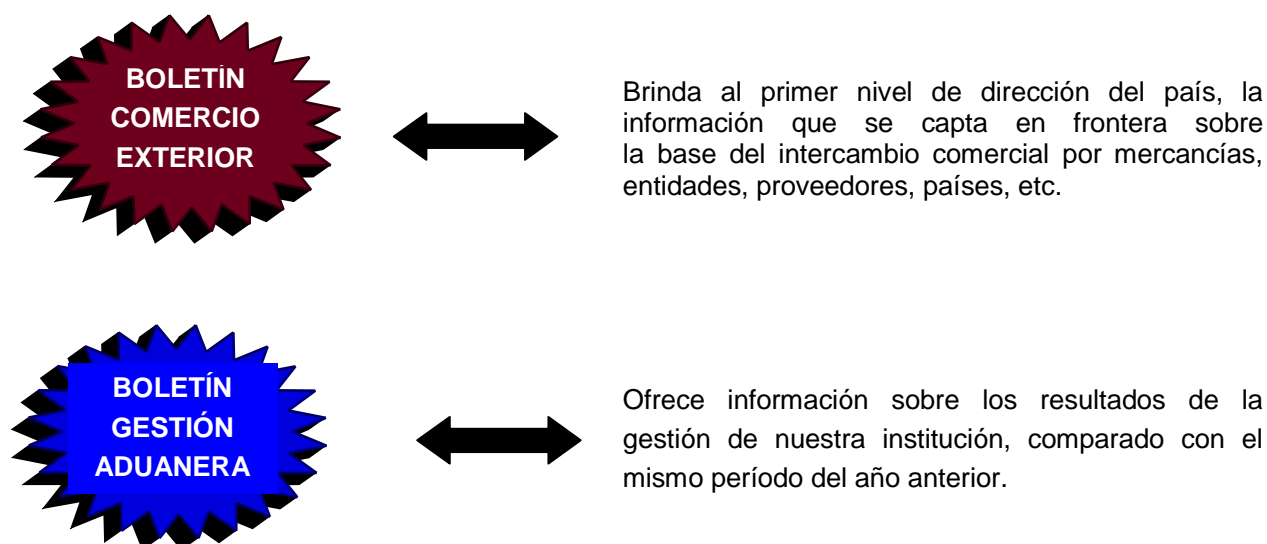 BOLETÍN
COMERCIO
EXTERIOR
Brinda al primer nivel de dirección del país, la
información que se capta en frontera sobre
la base del intercambio comercial por mercancías,
entidades, proveedores, países, etc.
BOLETÍN
GESTIÓN
ADUANERA
Ofrece información sobre los resultados de la
gestión de nuestra institución, comparado con el
mismo período del año anterior.